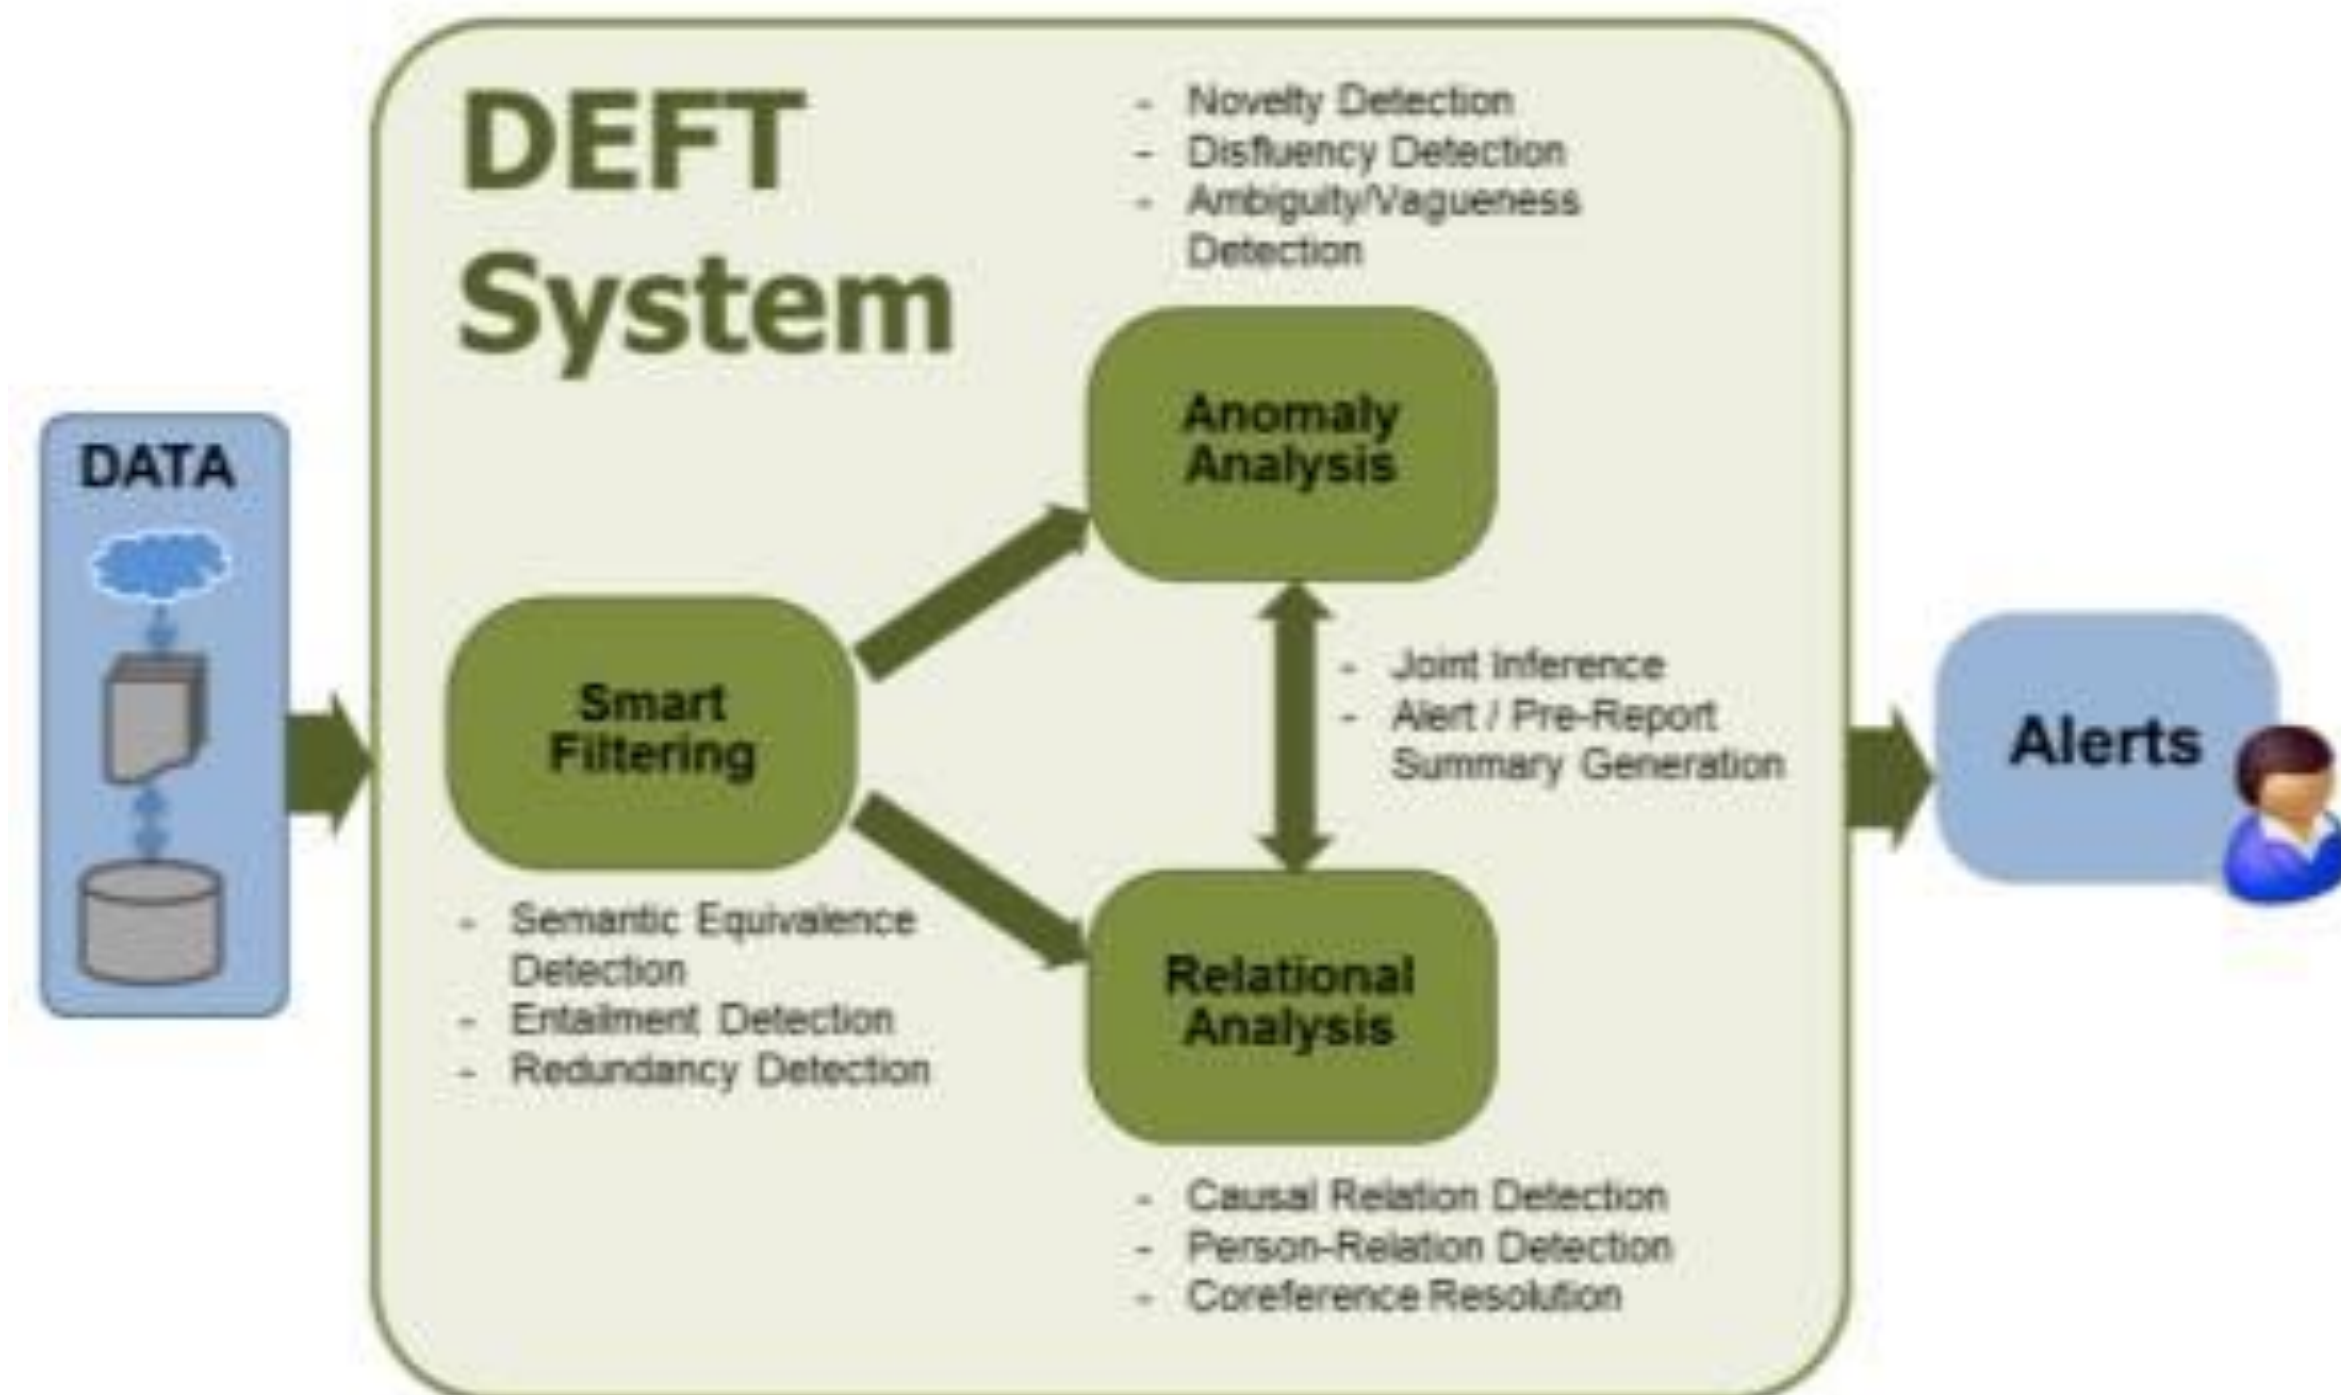 DEFT
System
- Novelty Detection
- Disfluency Detection
- Ambiguity/Vagueness
Detection
DATA
Anomaly
Analysis
Smart
Filtering
- Joint Inference
- Alert / Pre-Report
Summary Generation
Alerts
- Semantic Equivalence
Detection
- Entailment Detection
- Redundancy Detection
Relational
Analysis
- Causal Relation Detection
- Person-Relation Detection
- Coreference Resolution